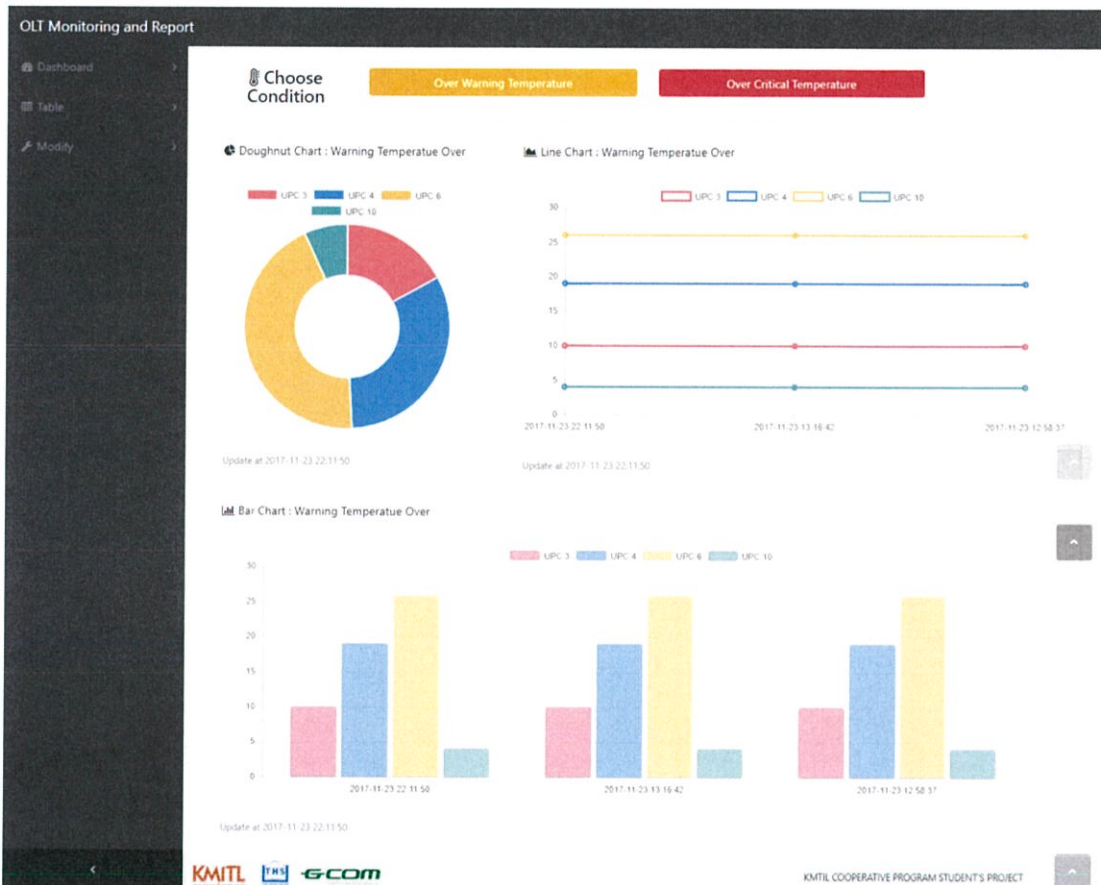 OLT Monitoring and Report
Dashboard
Table
Modify
Choose
Condition
Over Warning Temperature
Over Critical Temperature
Doughnut Chart : Warning Temperatue Over
UPC 3 UPC 4 UPC 6
UPC 10
Update at 2017-11-23 22:11:50
Line Chart : Warning Temperatue Over
UPC 3 UPC 4 UPC 6 UPC 10
30
25
20
15
10
5
0
2017-11-23 22:11:50 2017-11-23 13:16:42 2017-11-23 12:58:37
Update at 2017-11-23 22:11:50
Bar Chart : Warning Temperatue Over
UPC 3 UPC 4 UPC 6 UPC 10
30
25
20
15
10
5
0
2017-11-23 22:11:50 2017-11-23 13:16:42 2017-11-23 12:58:37
Update at 2017-11-23 22:11:50
KMITL THS G-COM
KMTIL COOPERATIVE PROGRAM STUDENT'S PROJECT